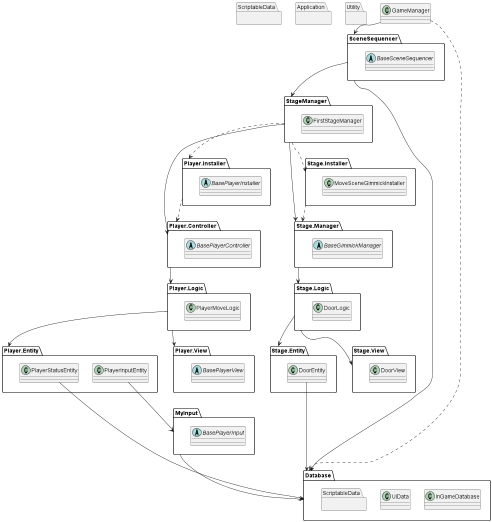 ScriptableData
Application
Utility
GameManager
SceneSequencer
BaseSceneSequencer
StageManager
FirstStageManager
Player.Installer
BasePlayerInstaller
Stage.Installer
MoveSceneGimmickInstaller
Player.Controller
BasePlayerController
Stage.Manager
BaseGimmickManager
Player.Logic
PlayerMoveLogic
Stage.Logic
DoorLogic
Player.Entity
PlayerStatusEntity
PlayerInputEntity
Player.View
BasePlayerView
Stage.Entity
DoorEntity
Stage.View
DoorView
MyInput
BasePlayerInput
Database
ScriptableData
UIData
InGameDatabase